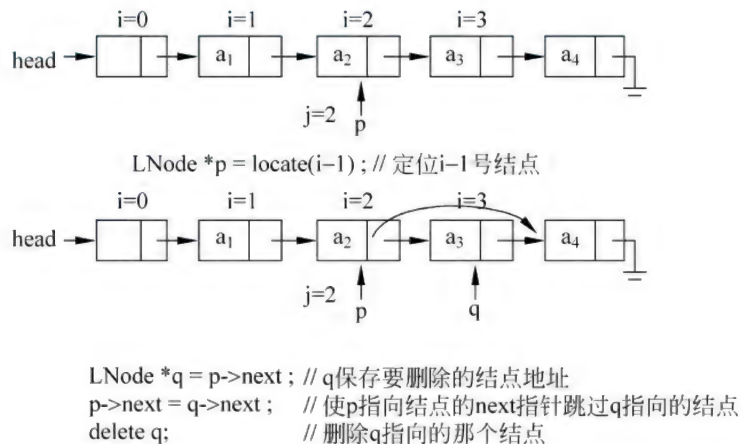 i=0 i=1 i=2 i=3
head a1 a2 a3 a4
j=2 p
LNode *p = locate(i–1) ; // 定位i–1号结点
i=0 i=1 i=2 i=3
head a1 a2 a3 a4
j=2 p q
LNode *q = p->next ; // q保存要删除的结点地址
p->next = q->next ; // 使p指向结点的next指针跳过q指向的结点
delete q; // 删除q指向的那个结点